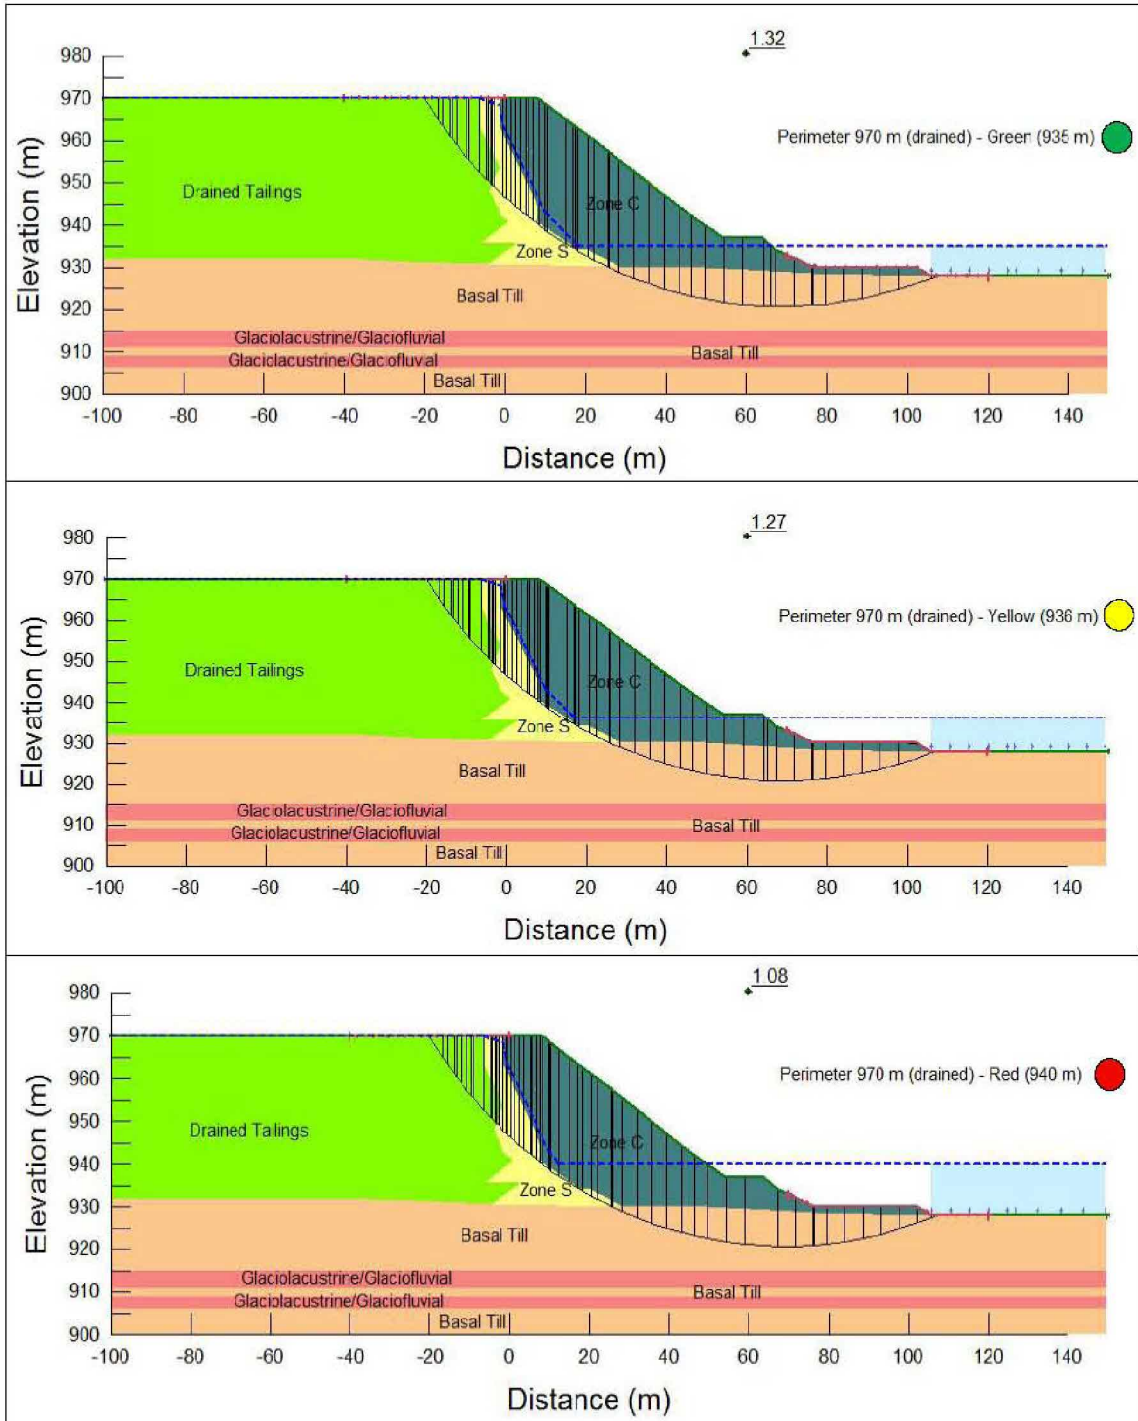 1.32
980
970
960
950
940
930
920
910
900
Elevation (m)
Perimeter 970 m (drained) - Green (935 m)
Drained Tailings
Zone C
Zone S
Basal Till
Glaciolacustrine/Glaciofluvial
Glaciolacustrine/Glaciofluvial
Basal Till
Basal Till
-100 -80 -60 -40 -20 0 20 40 60 80 100 120 140
Distance (m)
1.27
980
970
960
950
940
930
920
910
900
Elevation (m)
Perimeter 970 m (drained) - Yellow (936 m)
Drained Tailings
Zone C
Zone S
Basal Till
Glaciolacustrine/Glaciofluvial
Glaciolacustrine/Glaciofluvial
Basal Till
Basal Till
-100 -80 -60 -40 -20 0 20 40 60 80 100 120 140
Distance (m)
1.08
980
970
960
950
940
930
920
910
900
Elevation (m)
Perimeter 970 m (drained) - Red (940 m)
Drained Tailings
Zone C
Zone S
Basal Till
Glaciolacustrine/Glaciofluvial
Glaciolacustrine/Glaciofluvial
Basal Till
Basal Till
-100 -80 -60 -40 -20 0 20 40 60 80 100 120 140
Distance (m)